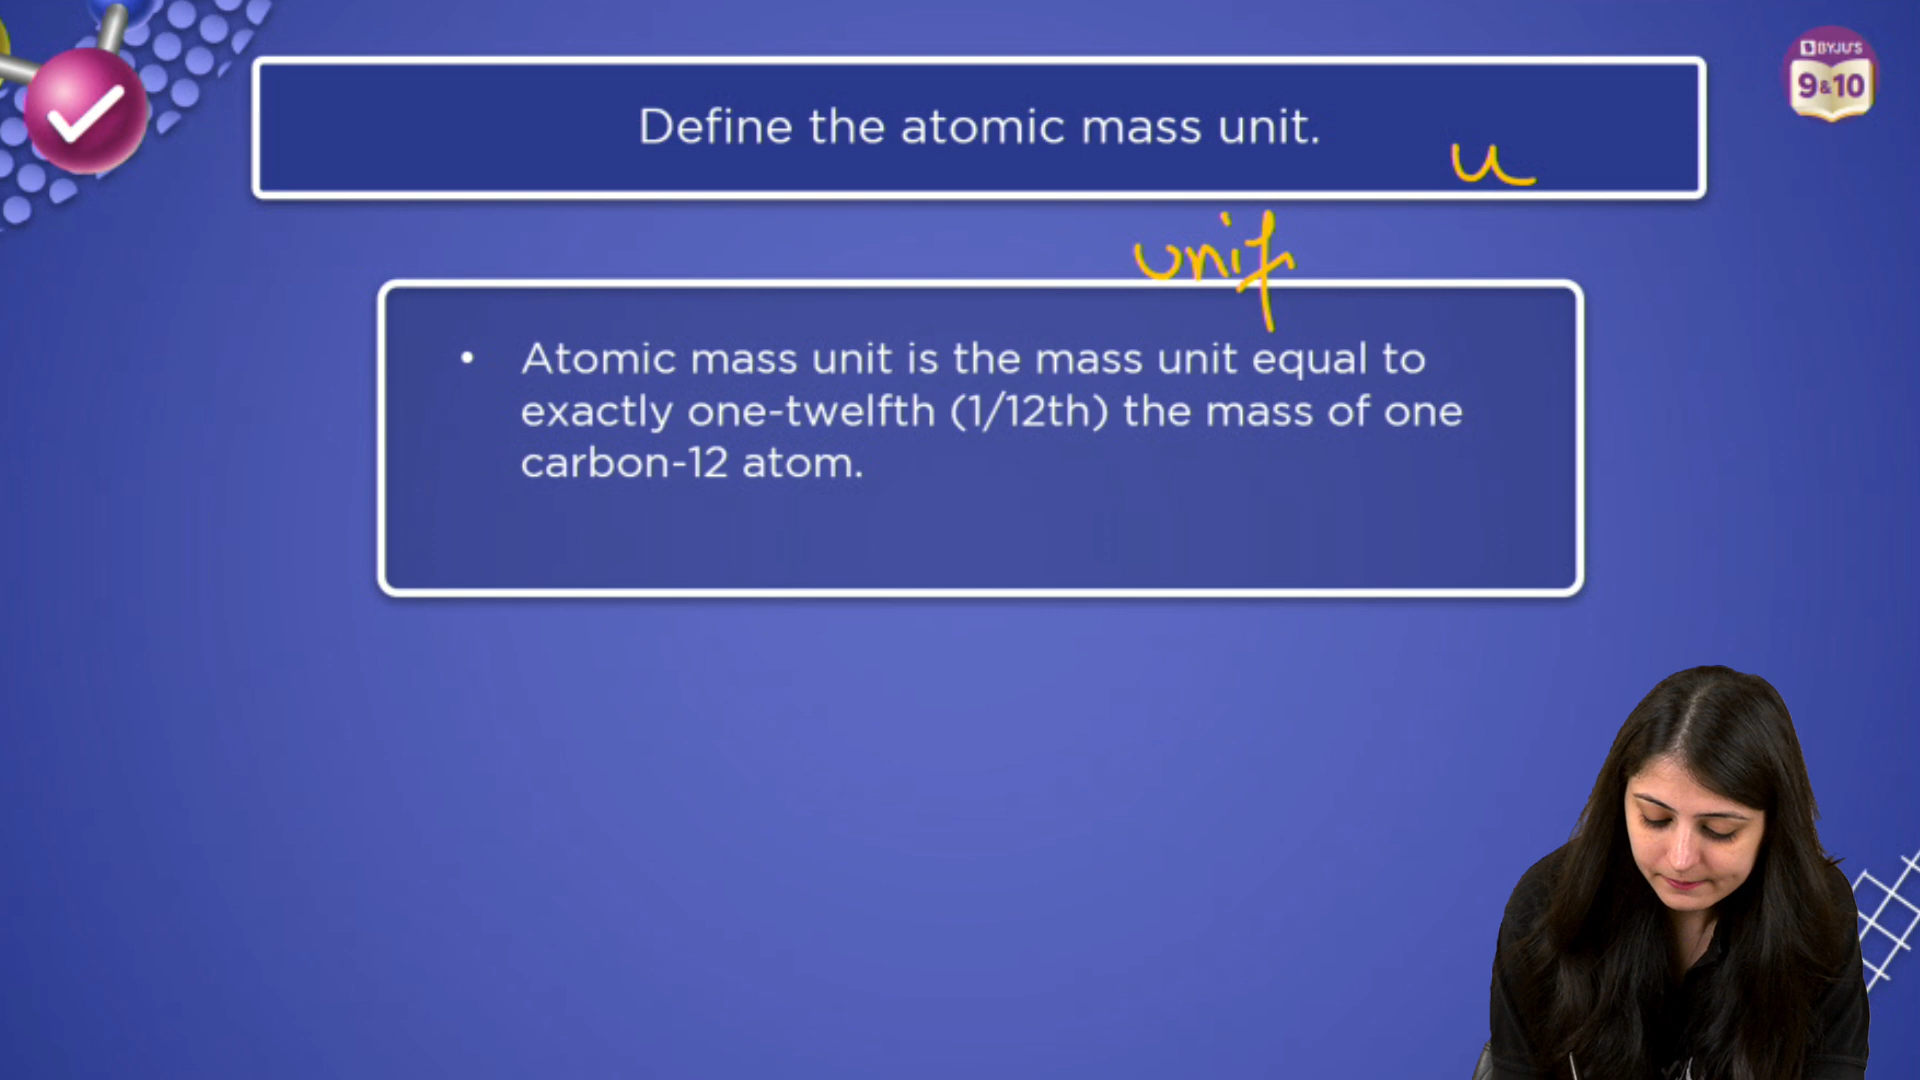 BYJU'S
9&10
Define the atomic mass unit.
u
unit
• Atomic mass unit is the mass unit equal to
exactly one-twelfth (1/12th) the mass of one
carbon-12 atom.